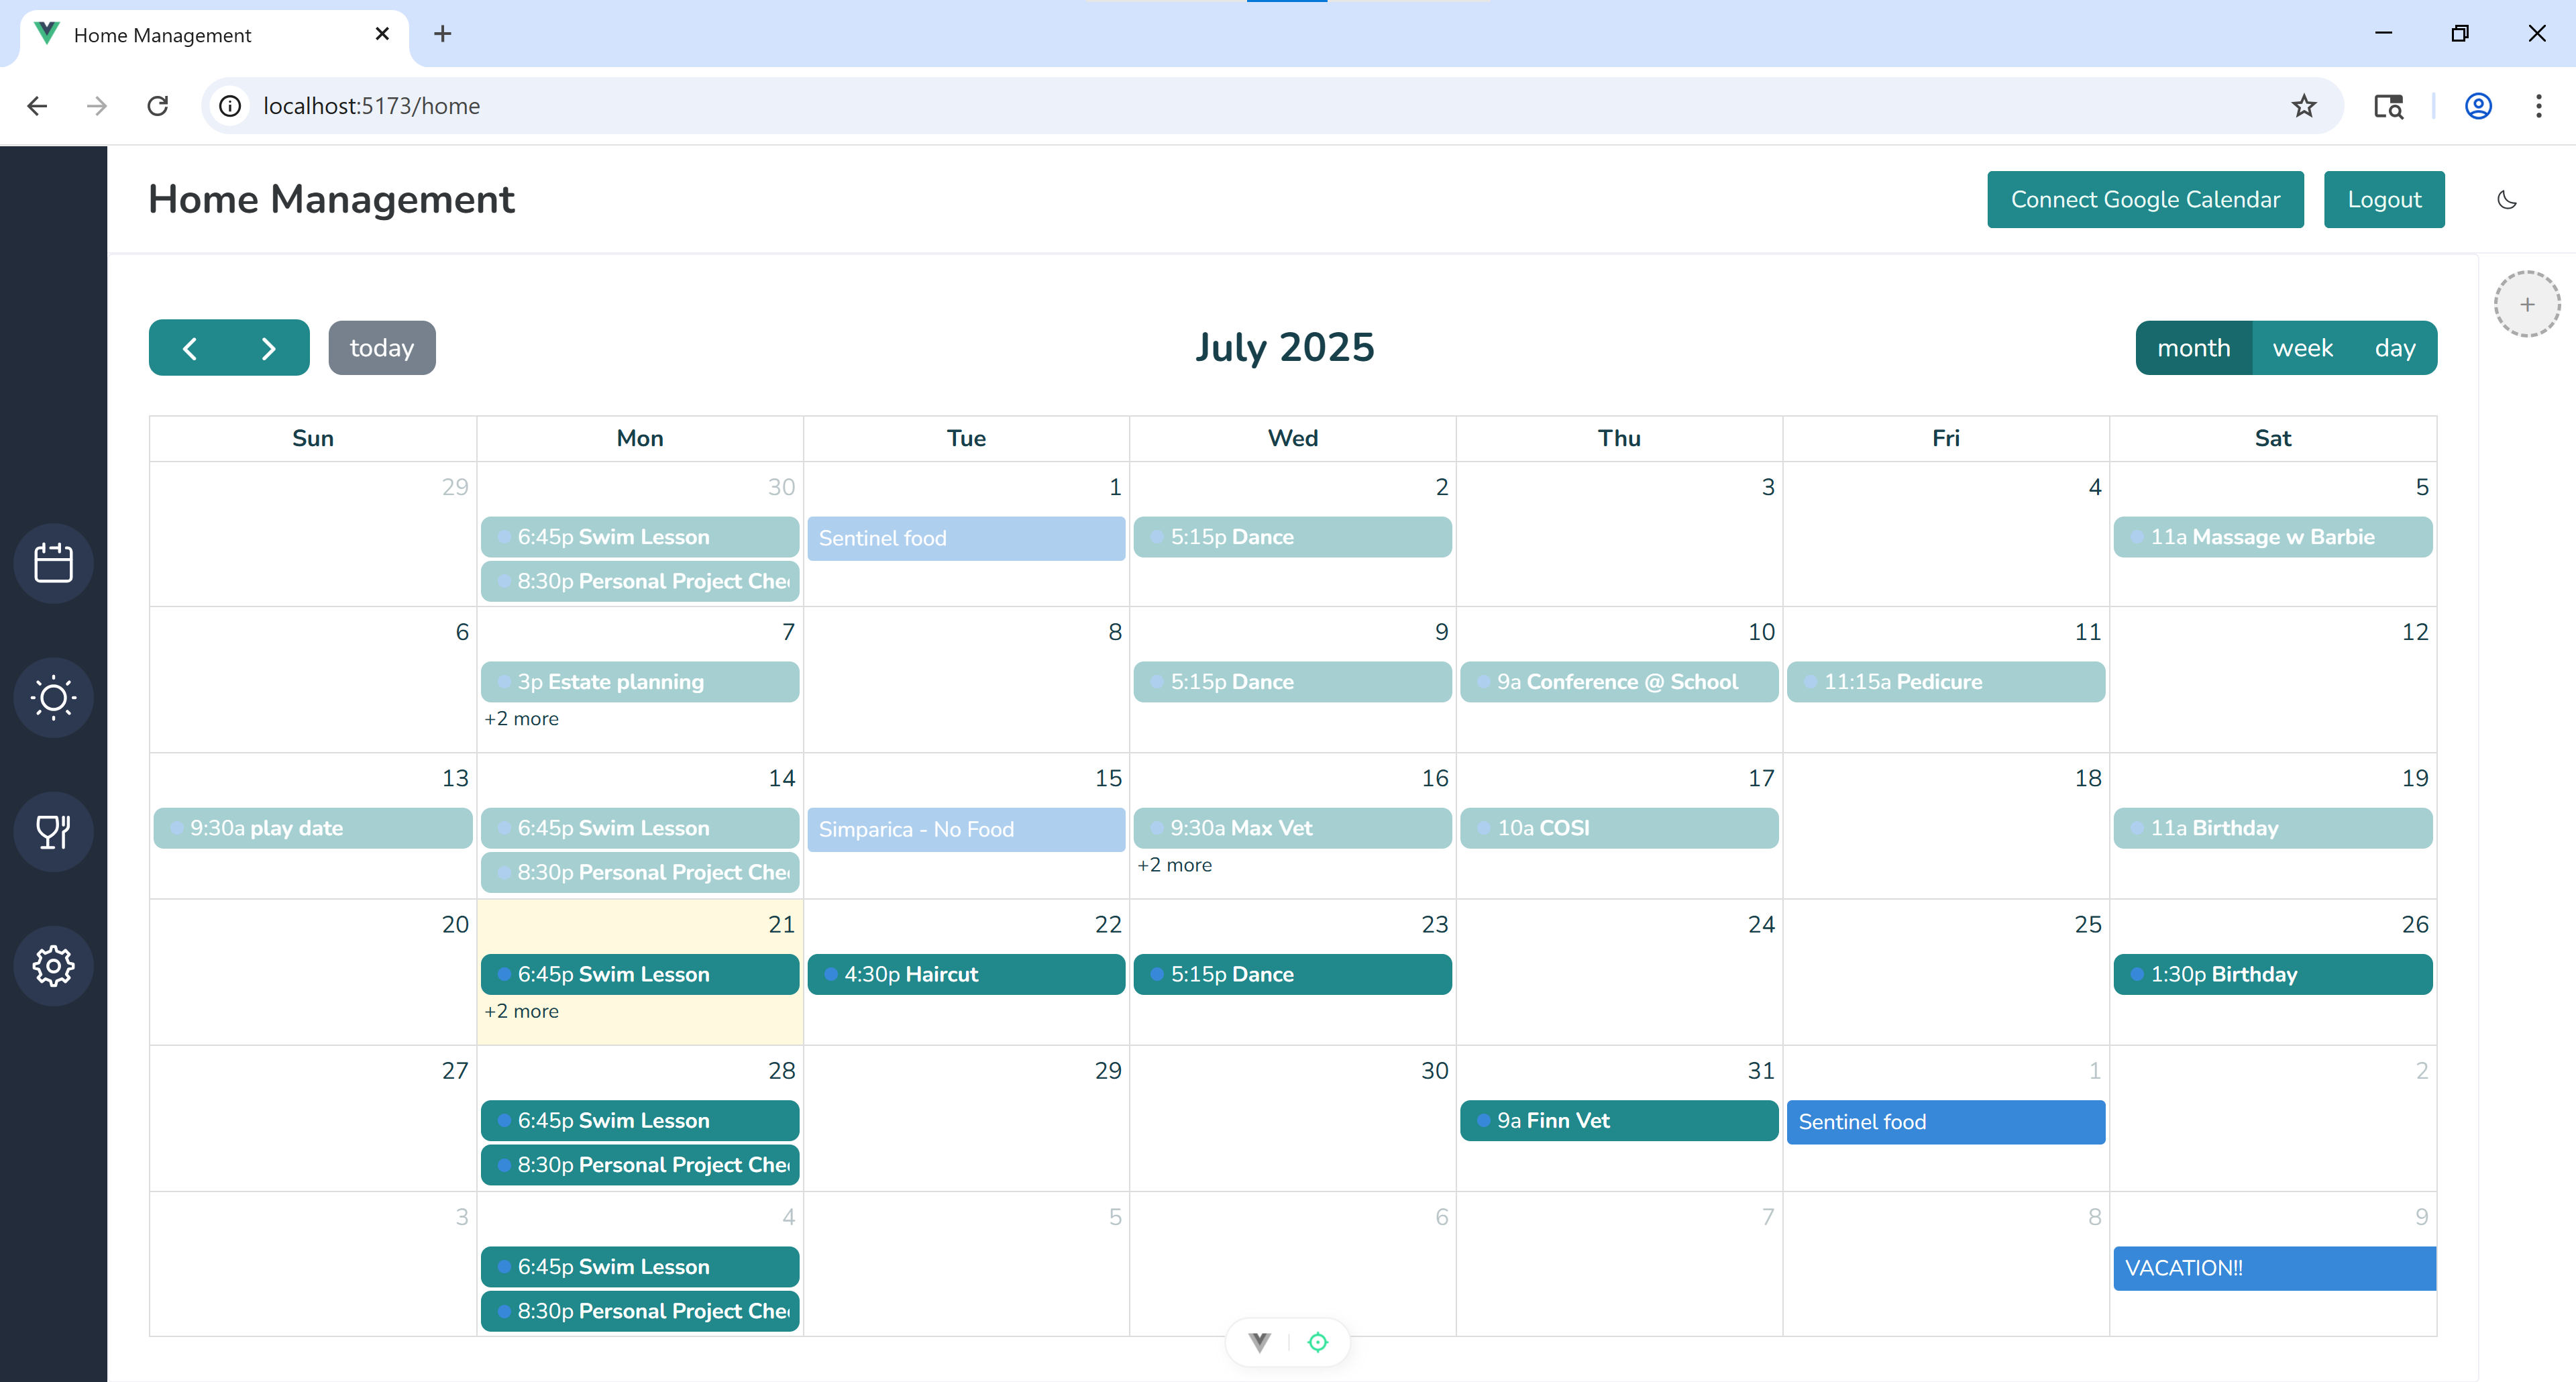 Home Management
localhost:5173/home
Home Management
Connect Google Calendar
Logout
today
July 2025
month
week
day
Sun Mon Tue Wed Thu Fri Sat
29 30 1 2 3 4 5
6:45p Swim Lesson
Sentinel food
5:15p Dance
11a Massage w Barbie
8:30p Personal Project
6 7 8 9 10 11 12
3p Estate planning
5:15p Dance
9a Conference @ School
11:15a Pedicure
+2 more
13 14 15 16 17 18 19
9:30a play date
6:45p Swim Lesson
Simparica - No Food
9:30a Max Vet
10a COSI
11a Birthday
8:30p Personal Project
+2 more
20 21 22 23 24 25 26
6:45p Swim Lesson
4:30p Haircut
5:15p Dance
1:30p Birthday
+2 more
27 28 29 30 31 1 2
6:45p Swim Lesson
9a Finn Vet
Sentinel food
8:30p Personal Project
3 4 5 6 7 8 9
6:45p Swim Lesson
VACATION!!
8:30p Personal Project